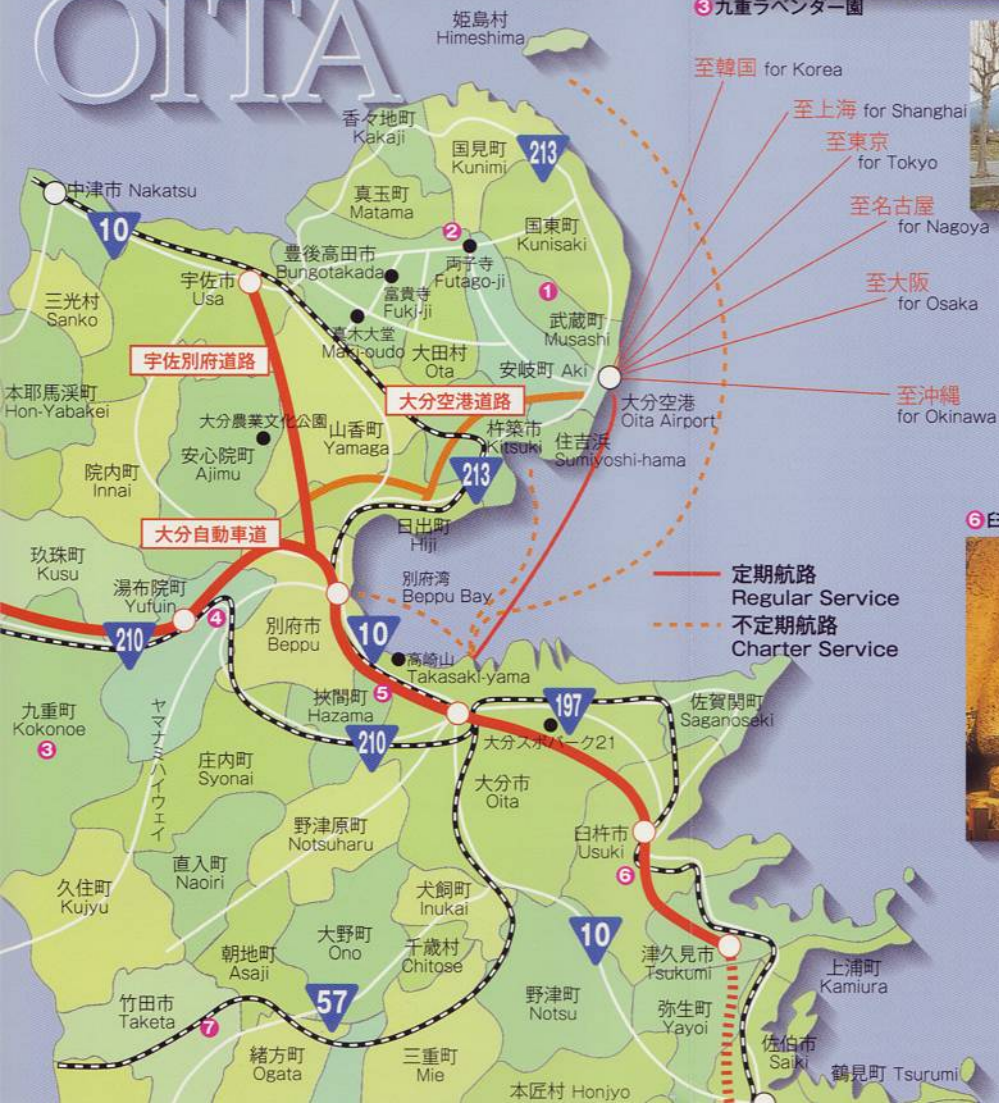 OITA
❸九重ラベンダー園
姫島村
Himeshima
至韓国 for Korea
至上海 for Shanghai
至東京
for Tokyo
至名古屋
for Nagoya
至大阪
for Osaka
至沖縄
for Okinawa
香々地町
Kakaji
国見町
Kunimi
213
中津市 Nakatsu
真玉町
Matama
10
国東町
Kunisaki
❷
豊後高田市
Bungotakada
両子寺
Futago-ji
宇佐市
Usa
富貴寺
Fuki-ji
❶
三光村
Sanko
武蔵町
Musashi
真木大堂
Maki-oudo
大田村
Ota
宇佐別府道路
安岐町 Aki
本耶馬渓町
Hon-Yabakei
大分空港道路
大分空港
Oita Airport
大分農業文化公園
山香町
Yamaga
杵築市
Kitsuki
住吉浜
Sumiyoshi-hama
安心院町
Ajimu
院内町
Innai
213
大分自動車道
日出町
Hiji
❻臼
玖珠町
Kusu
湯布院町
Yufuin
別府湾
Beppu Bay
定期航路
Regular Service
不定期航路
Charter Service
❹
210
別府市
Beppu
10
高崎山
Takasaki-yama
❺
挾間町
Hazama
197
佐賀関町
Saganoseki
九重町
Kokonoe
❸
ヤマナミハイウェイ
210
大分スポパーク21
庄内町
Syonai
大分市
Oita
野津原町
Notsuharu
臼杵市
Usuki
❻
直入町
Naoiri
久住町
Kujyu
犬飼町
Inukai
大野町
Ono
10
朝地町
Asaji
千歳村
Chitose
津久見市
Tsukumi
上浦町
Kamiura
竹田市
Taketa
❼
57
野津町
Notsu
弥生町
Yayoi
緒方町
Ogata
三重町
Mie
佐伯市
Saiki
鶴見町 Tsurumi
本匠村 Honjyo